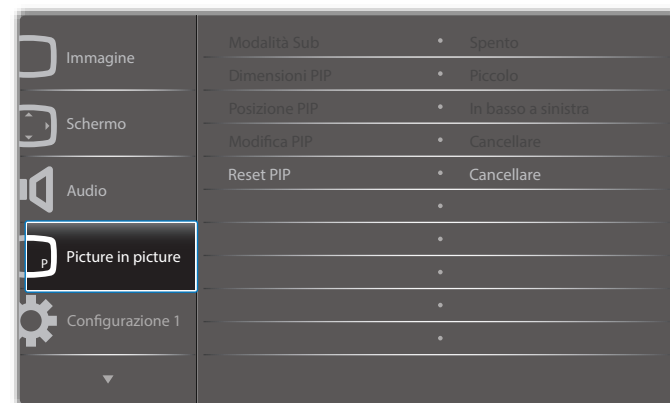 Immagine
Schermo
Audio
P
Picture in picture
Configurazione 1
Modalità Sub • Spento
Dimensioni PIP • Piccolo
Posizione PIP • In basso a sinistra
Modifica PIP • Cancellare
Reset PIP • Cancellare
•
•
•
•
•